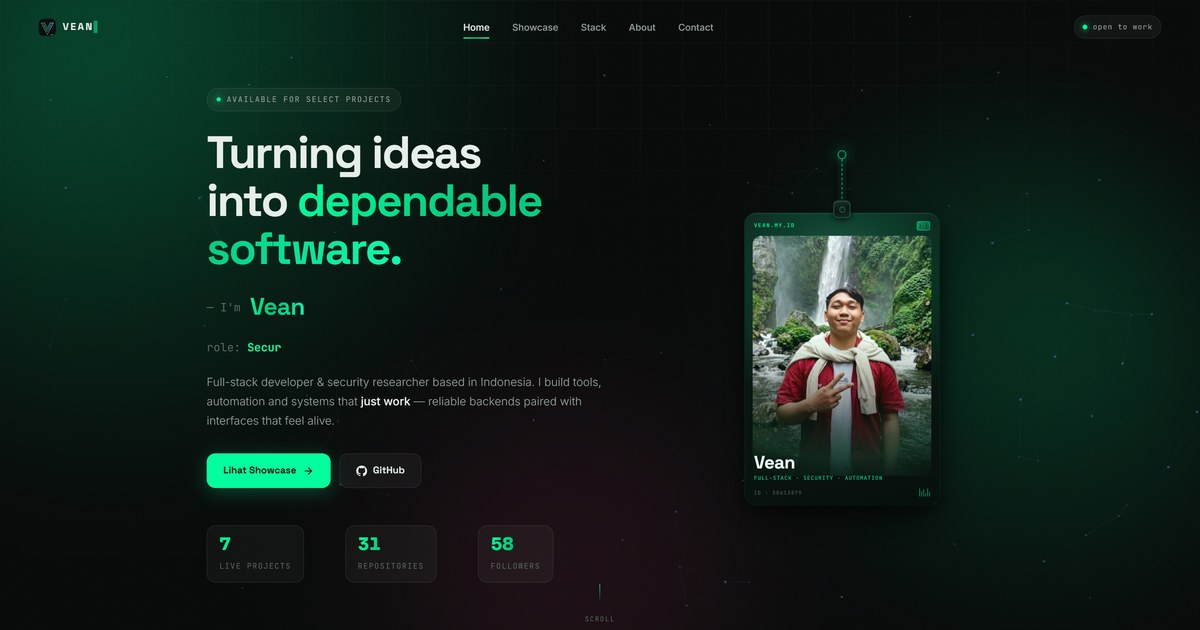 VEAN
Home Showcase Stack About Contact
open to work
AVAILABLE FOR SELECT PROJECTS
Turning ideas
into dependable
software.
— I'm Vean
role: Secur
Full-stack developer & security researcher based in Indonesia. I build tools,
automation and systems that just work — reliable backends paired with
interfaces that feel alive.
Lihat Showcase →
GitHub
7
LIVE PROJECTS
31
REPOSITORIES
58
FOLLOWERS
SCROLL
VEAN.MY.ID
Vean
FULL-STACK · SECURITY · AUTOMATION